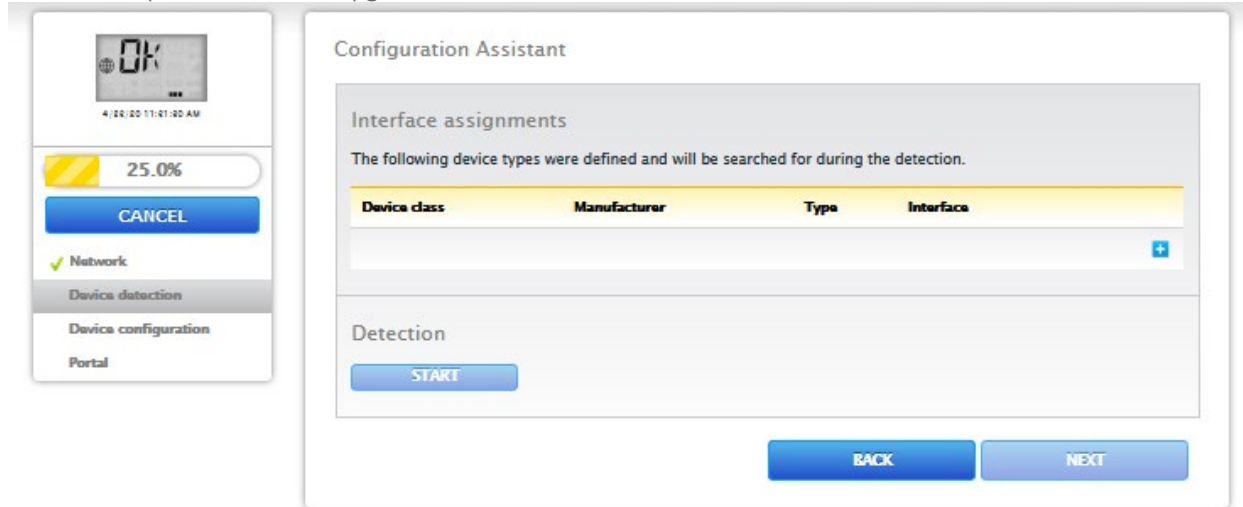 OK
Configuration Assistant
Interface assignments
The following device types were defined and will be searched for during the detection.
25.0%
CANCEL
Device class Manufacturer Type Interface
Network
Device detection
Device configuration
Portal
Detection
START
BACK NEXT